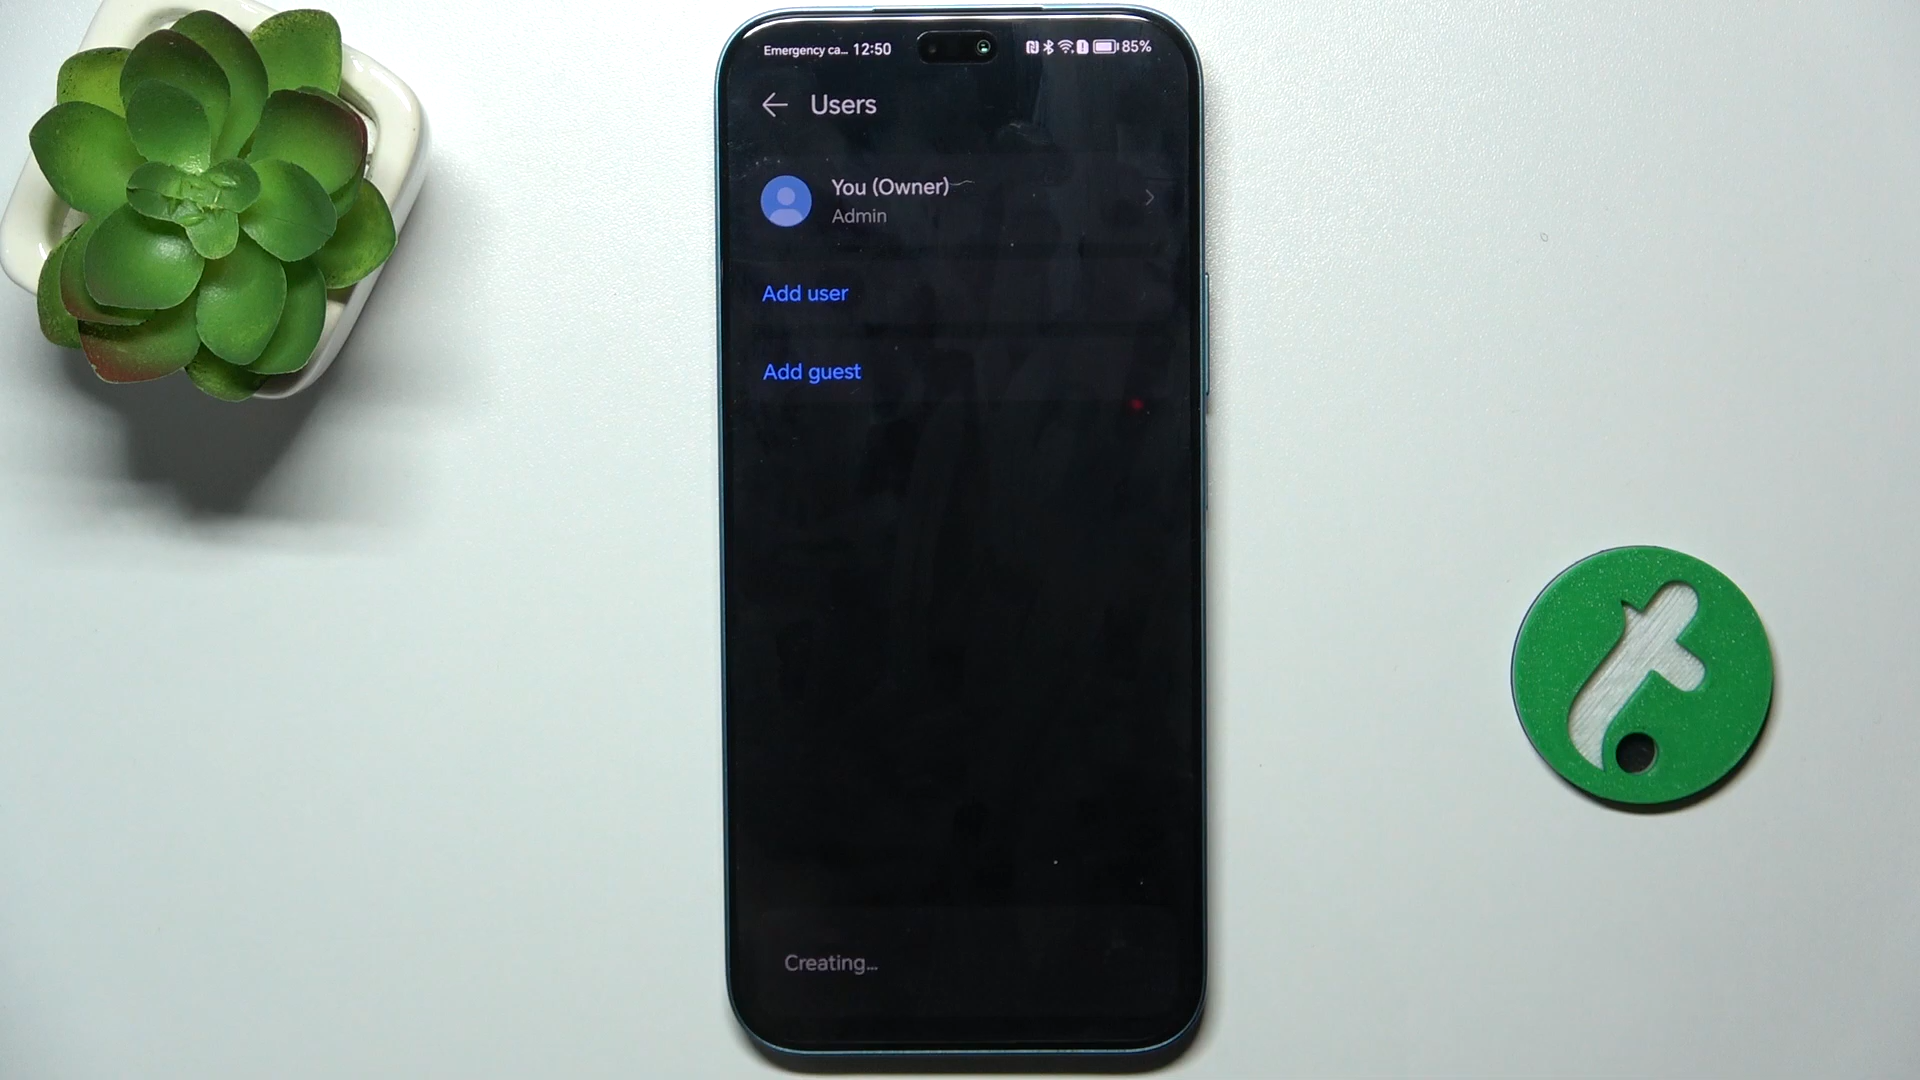 Emergency ca... 12:50 85%
Users
You (Owner)
Admin
Add user
Add guest
Creating...